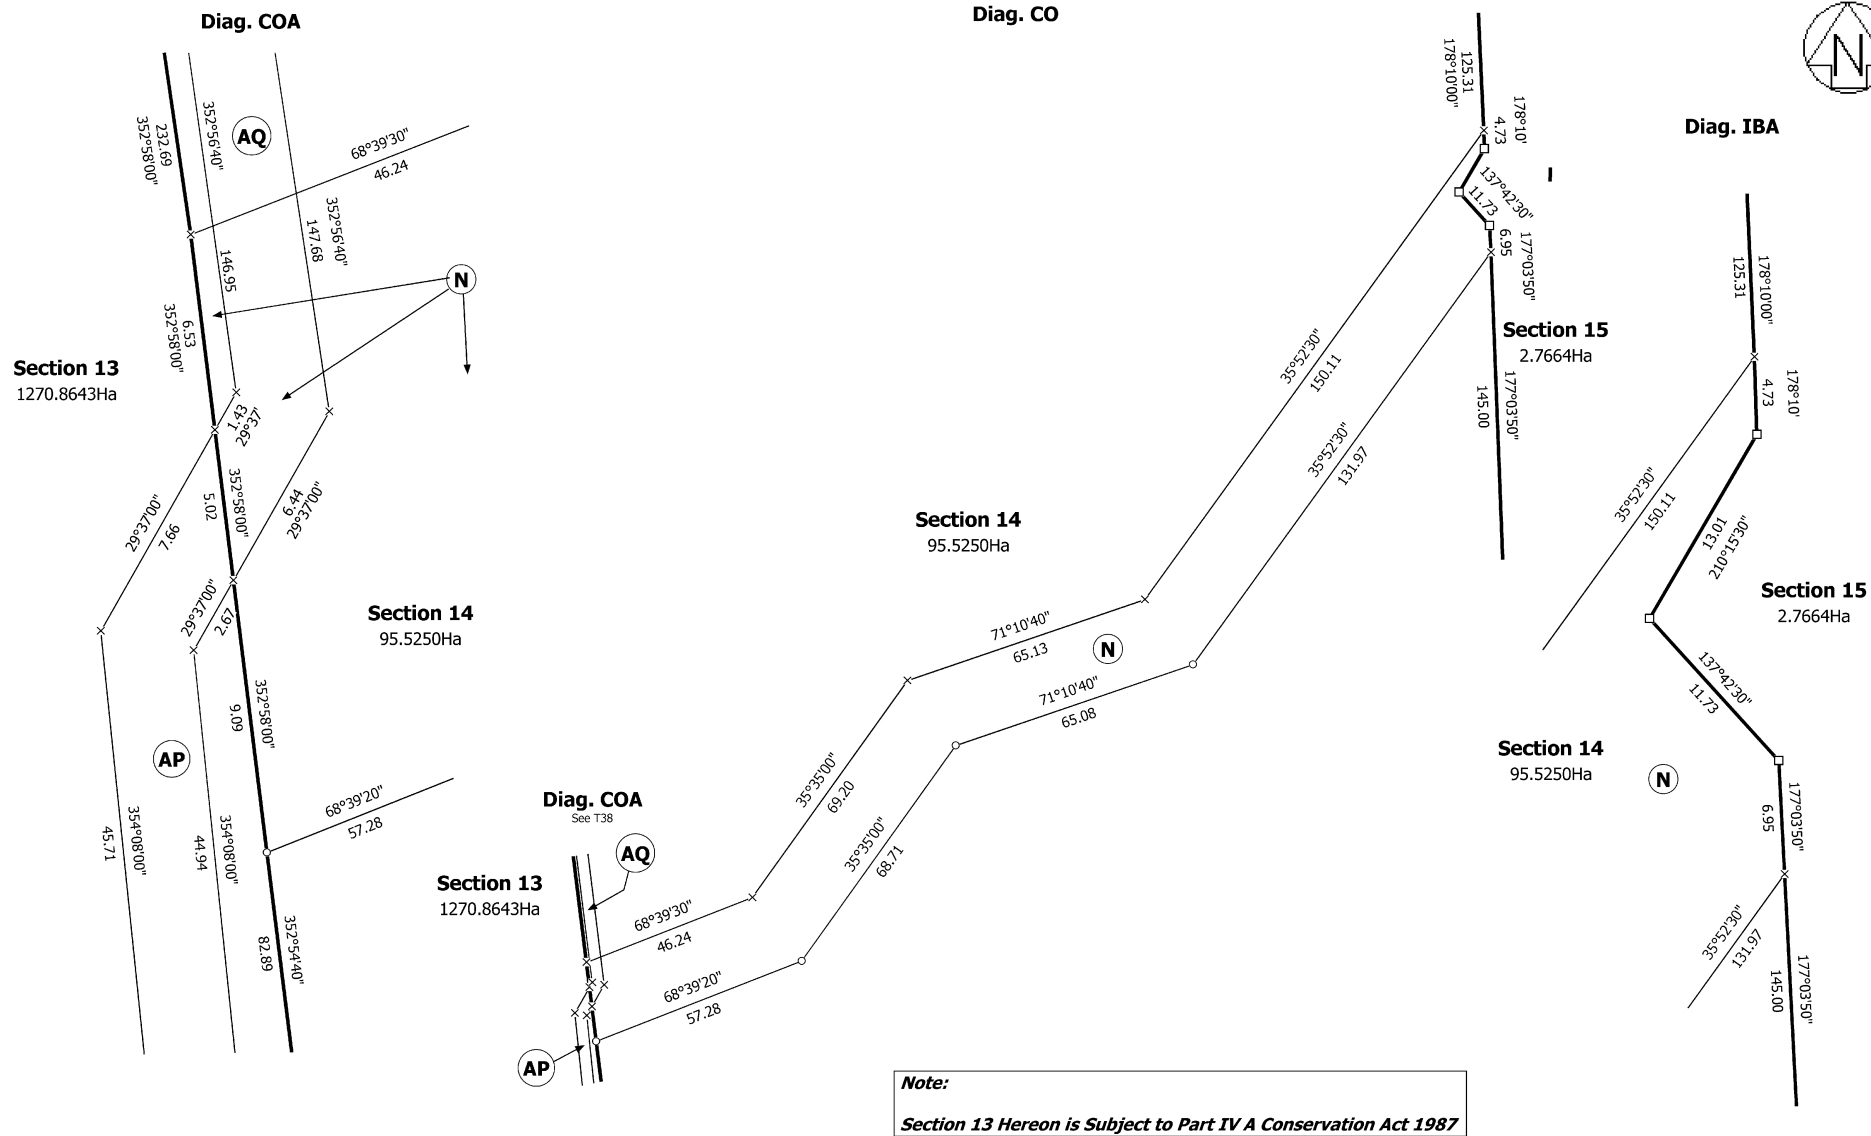 Diag. COA
232.69
352°58'00"
352°56'40"
AQ
68°39'30"
46.24
352°56'40"
147.68
146.95
N
6.53
352°58'00"
Section 13
1270.8643Ha
1.43
29°37'
352°58'00"
5.02
29°37'00"
7.66
6.44
29°37'00"
29°37'00"
2.67
Section 14
95.5250Ha
352°58'00"
9.09
AP
68°39'20"
57.28
354°08'00"
45.71
354°08'00"
44.94
352°54'40"
82.89
Diag. CO
125.31
178°10'00"
178°10'
4.73
137°42'30"
11.73
177°03'50"
6.95
Section 15
2.7664Ha
35°52'30"
150.11
177°03'50"
145.00
35°52'30"
131.97
Section 14
95.5250Ha
71°10'40"
65.13
N
71°10'40"
65.08
35°35'00"
69.20
35°35'00"
68.71
Diag. COA
See T38
AQ
Section 13
1270.8643Ha
68°39'30"
46.24
68°39'20"
57.28
AP
N
Diag. IBA
178°10'00"
125.31
178°10'
4.73
35°52'30"
150.11
13.01
210°15'30"
Section 15
2.7664Ha
137°42'30"
11.73
Section 14
95.5250Ha
N
177°03'50"
6.95
35°52'30"
131.97
177°03'50"
145.00
Note:
Section 13 Hereon is Subject to Part IV A Conservation Act 1987